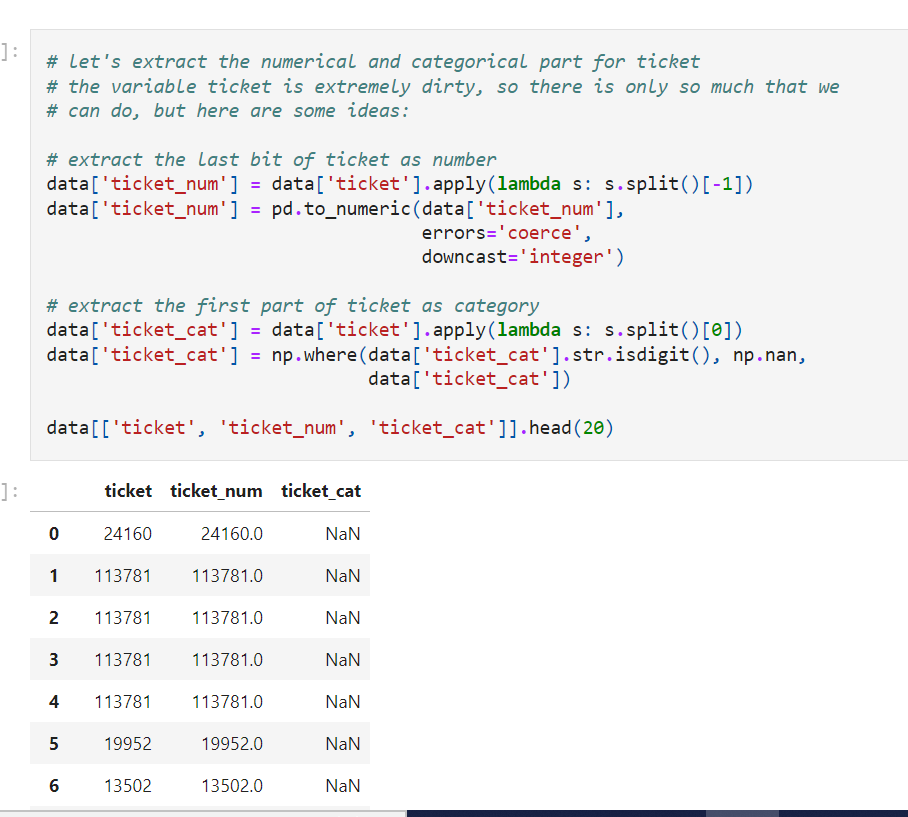 ]:
# let's extract the numerical and categorical part for ticket
# the variable ticket is extremely dirty, so there is only so much that we
# can do, but here are some ideas:
# extract the last bit of ticket as number
data['ticket_num'] = data['ticket'].apply(lambda s: s.split()[-1])
data['ticket_num'] = pd.to_numeric(data['ticket_num'],
errors='coerce',
downcast='integer')
# extract the first part of ticket as category
data['ticket_cat'] = data['ticket'].apply(lambda s: s.split()[0])
data['ticket_cat'] = np.where(data['ticket_cat'].str.isdigit(), np.nan,
data['ticket_cat'])
data[['ticket', 'ticket_num', 'ticket_cat']].head(20)
]:
ticket ticket_num ticket_cat
0 24160 24160.0 NaN
1 113781 113781.0 NaN
2 113781 113781.0 NaN
3 113781 113781.0 NaN
4 113781 113781.0 NaN
5 19952 19952.0 NaN
6 13502 13502.0 NaN